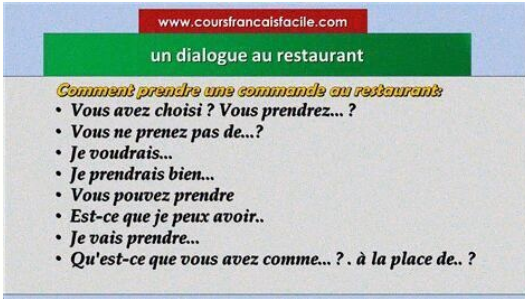 www.coursfrancaisfacile.com
un dialogue au restaurant
Comment prendre une commande au restaurant:
• Vous avez choisi ? Vous prendrez... ?
• Vous ne prenez pas de...?
• Je voudrais...
• Je prendrais bien...
• Vous pouvez prendre
• Est-ce que je peux avoir..
• Je vais prendre...
• Qu'est-ce que vous avez comme... ? . à la place de.. ?